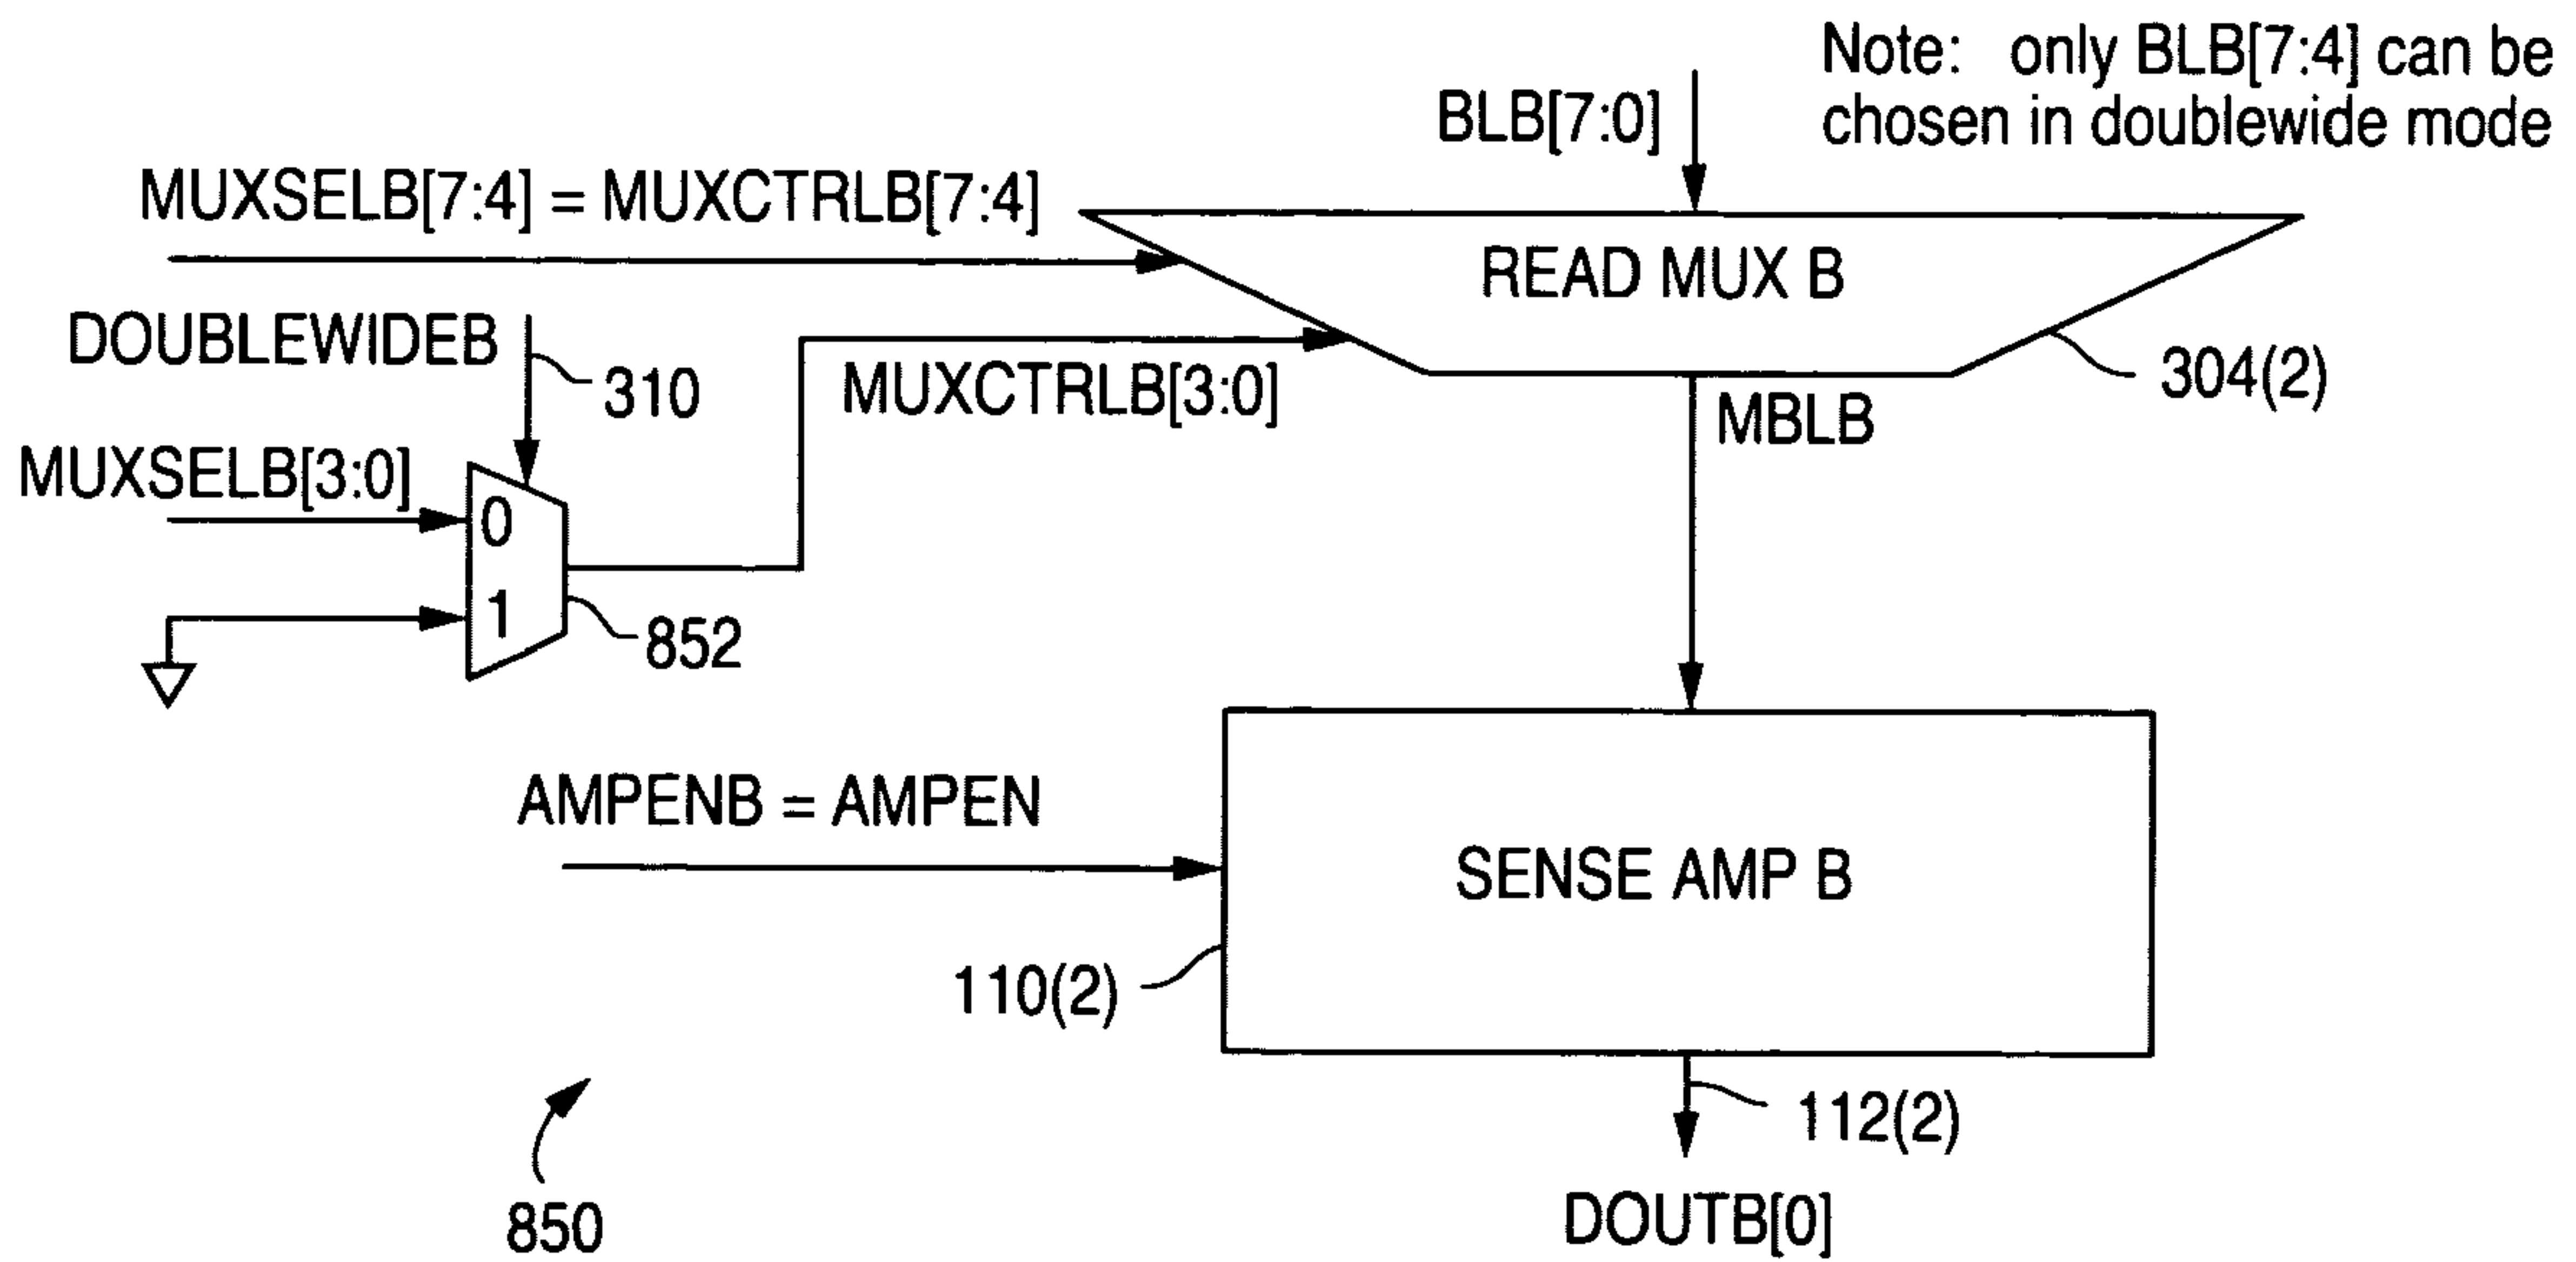 Note: only BLB[7:4] can be
chosen in doublewide mode
BLB[7:0]
MUXSELB[7:4] = MUXCTRLB[7:4]
READ MUX B
DOUBLEWIDEB
310
304(2)
MUXCTRLB[3:0]
MBLB
MUXSELB[3:0]
0
1
852
AMPENB = AMPEN
SENSE AMP B
110(2)
112(2)
850
DOUTB[0]